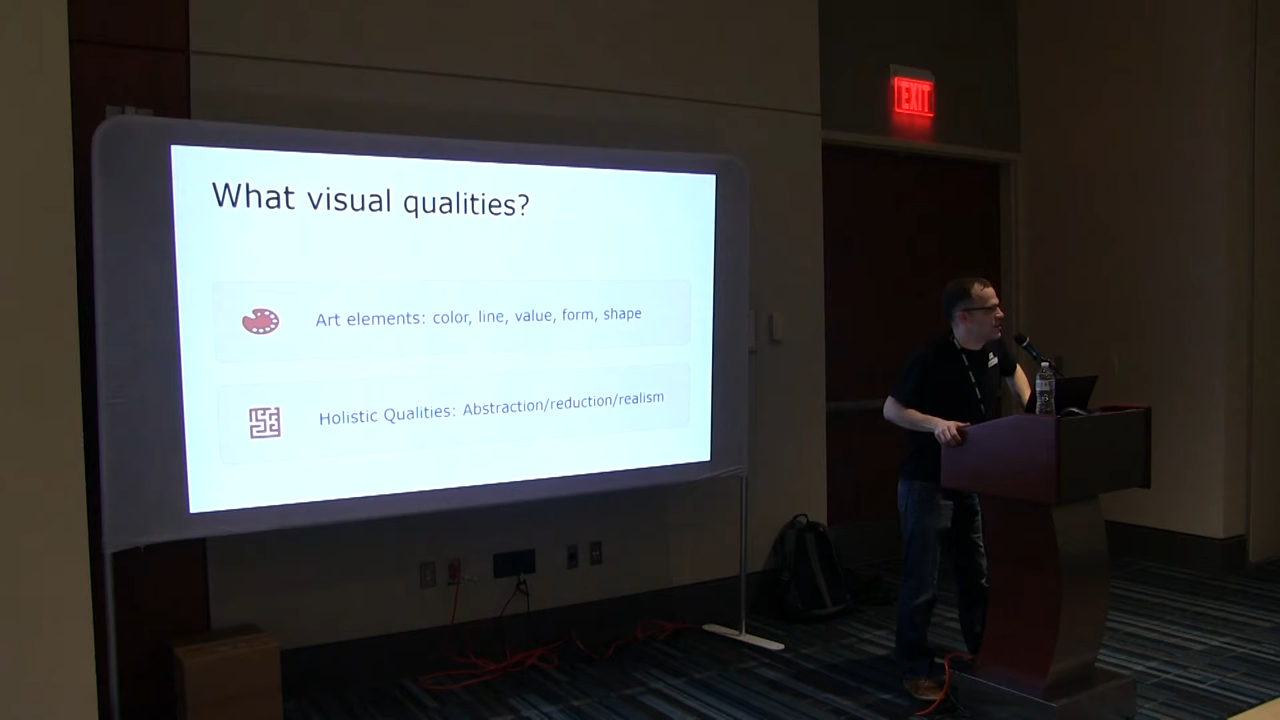 What visual qualities?
Art elements: color, line, value, form, shape
Holistic Qualities: Abstraction/reduction/realism
EXIT